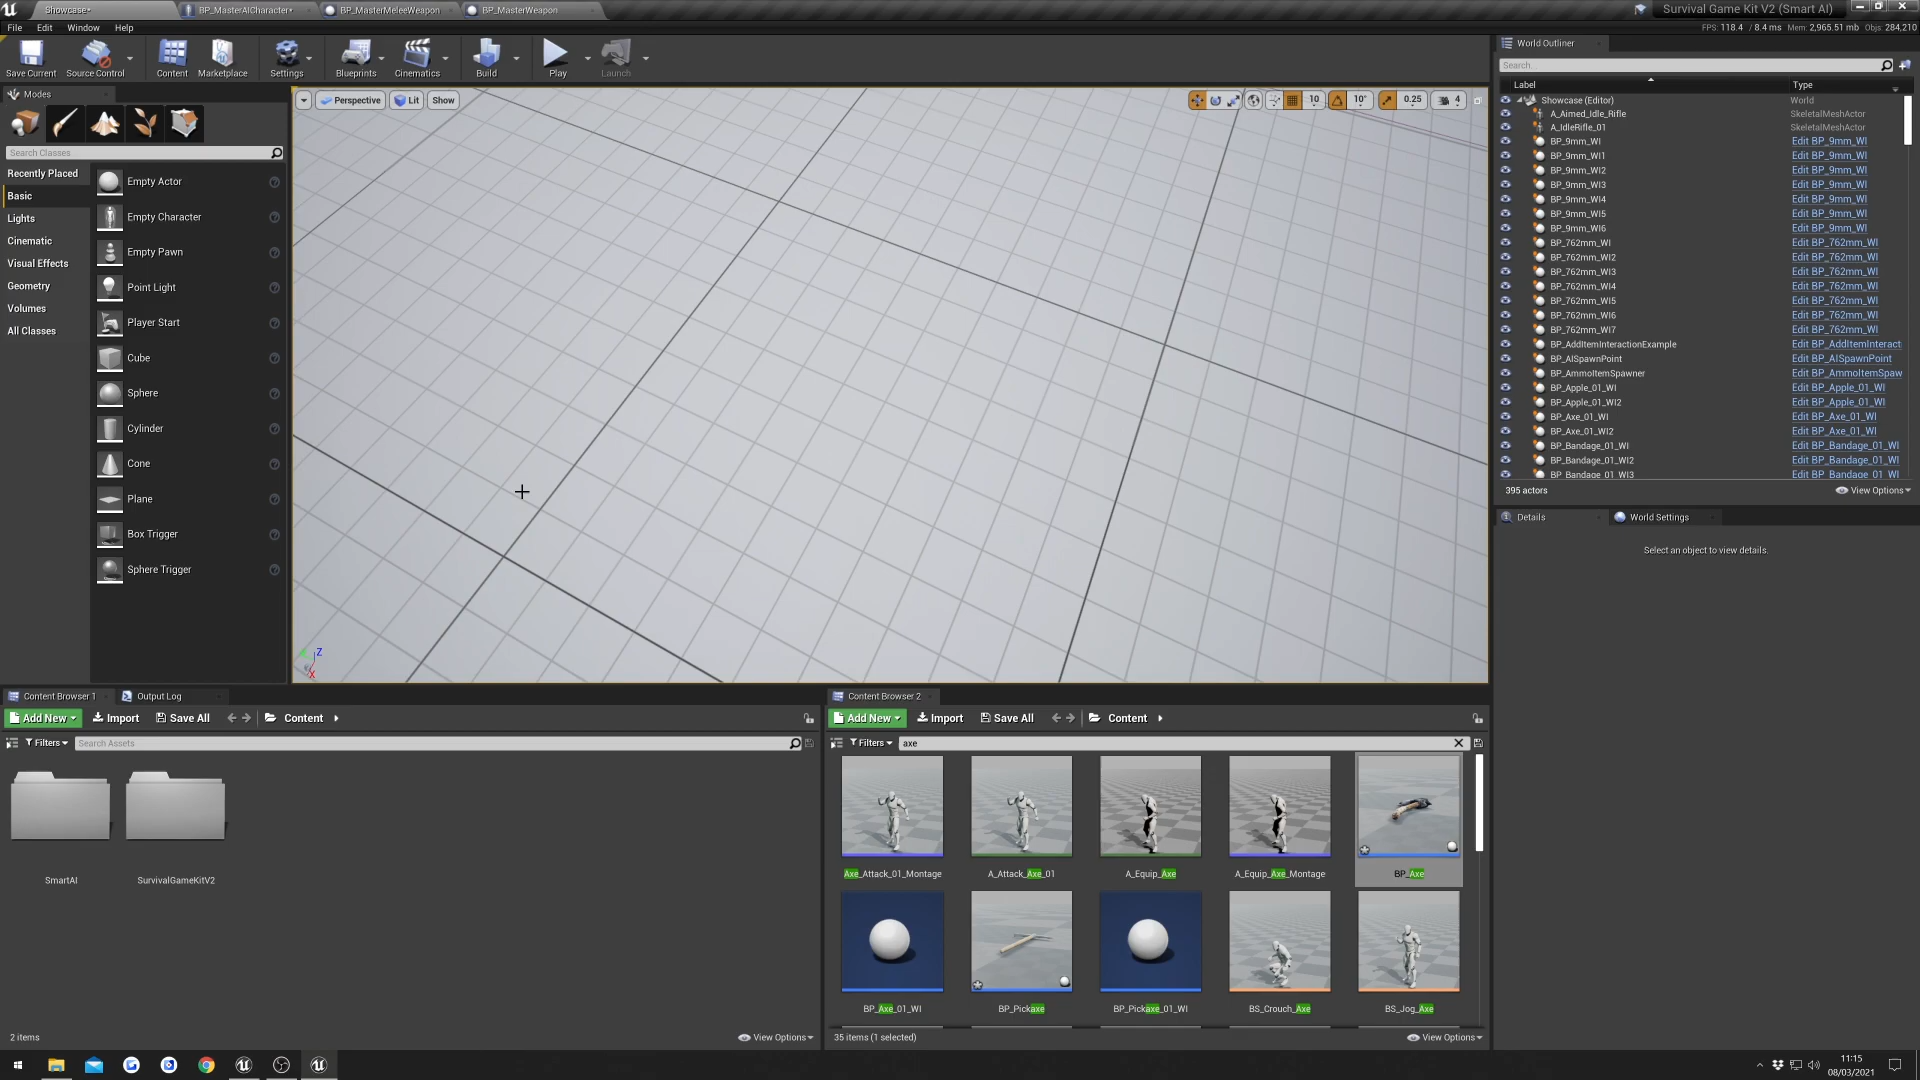 Showcase*
BP_MasterAICharacter*
BP_MasterMeleeWeapon
BP_MasterWeapon
Survival Game Kit V2 (Smart AI)
File
Edit
Window
Help
FPS: 118.4 / 8.4 ms Mem: 2,965.51 mb Objs: 284,210
Save Current
Source Control
Content
Marketplace
Settings
Blueprints
Cinematics
Build
Play
Launch
Modes
Search Classes
Recently Placed
Basic
Lights
Cinematic
Visual Effects
Geometry
Volumes
All Classes
Empty Actor
Empty Character
Empty Pawn
Point Light
Player Start
Cube
Sphere
Cylinder
Cone
Plane
Box Trigger
Sphere Trigger
Perspective
Lit
Show
10
10°
0.25
4
Z
X
World Outliner
Search...
Label
Type
Showcase (Editor) World
A_Aimed_Idle_Rifle SkeletalMeshActor
A_IdleRifle_01 SkeletalMeshActor
BP_9mm_WI Edit BP_9mm_WI
BP_9mm_WI1 Edit BP_9mm_WI
BP_9mm_WI2 Edit BP_9mm_WI
BP_9mm_WI3 Edit BP_9mm_WI
BP_9mm_WI4 Edit BP_9mm_WI
BP_9mm_WI5 Edit BP_9mm_WI
BP_9mm_WI6 Edit BP_9mm_WI
BP_762mm_WI Edit BP_762mm_WI
BP_762mm_WI2 Edit BP_762mm_WI
BP_762mm_WI3 Edit BP_762mm_WI
BP_762mm_WI4 Edit BP_762mm_WI
BP_762mm_WI5 Edit BP_762mm_WI
BP_762mm_WI6 Edit BP_762mm_WI
BP_762mm_WI7 Edit BP_762mm_WI
BP_AddItemInteractionExample Edit BP_AddItemInteract
BP_AISpawnPoint Edit BP_AISpawnPoint
BP_AmmoItemSpawner Edit BP_AmmoItemSpaw
BP_Apple_01_WI Edit BP_Apple_01_WI
BP_Apple_01_WI2 Edit BP_Apple_01_WI
BP_Axe_01_WI Edit BP_Axe_01_WI
BP_Axe_01_WI2 Edit BP_Axe_01_WI
BP_Bandage_01_WI Edit BP_Bandage_01_WI
BP_Bandage_01_WI2 Edit BP_Bandage_01_WI
BP_Bandage_01_WI3 Edit BP_Bandage_01_WI
395 actors
View Options
Details
World Settings
Select an object to view details.
Content Browser 1
Output Log
Add New
Import
Save All
Content
Filters
Search Assets
SmartAI
SurvivalGameKitV2
2 items
View Options
Content Browser 2
Add New
Import
Save All
Content
Filters
axe
Axe_Attack_01_Montage
A_Attack_Axe_01
A_Equip_Axe
A_Equip_Axe_Montage
BP_Axe
BP_Axe_01_WI
BP_Pickaxe
BP_Pickaxe_01_WI
BS_Crouch_Axe
BS_Jog_Axe
35 items (1 selected)
View Options
11:15
08/03/2021